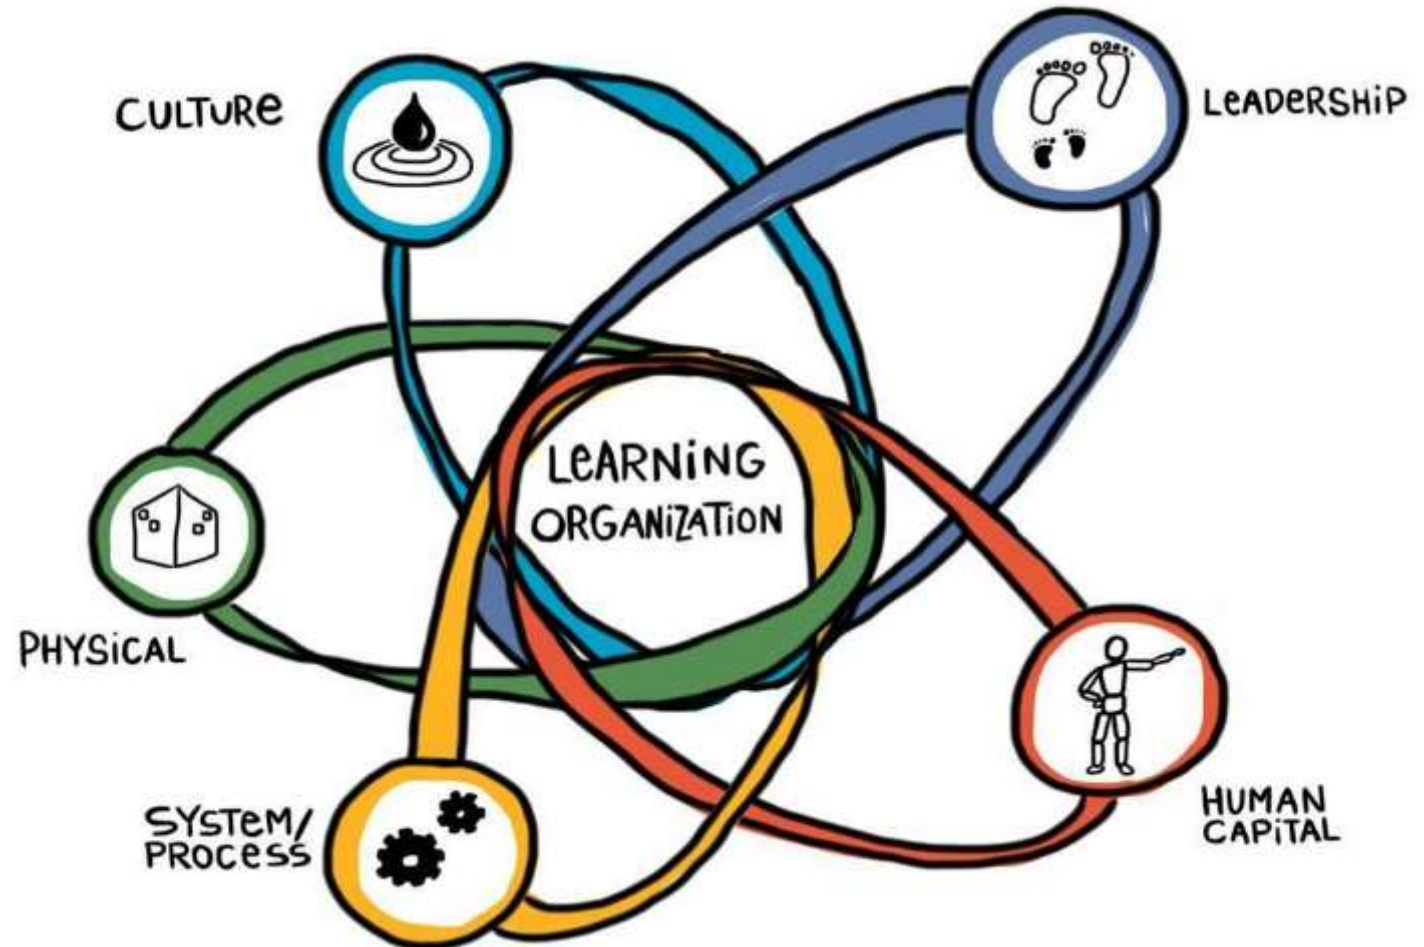 CULTURe
LeADeRSHiP
LeARNiNG
ORGANiZATiON
PHYSiCAL
SYSTeM/
PROCeSS
HUMAN
CAPiTAL